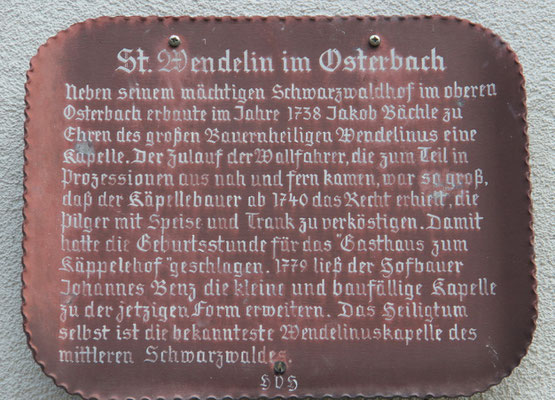 St. Wendelin im Osterbach
Neben seinem mächtigen Schwarzwaldhof im oberen
Osterbach erbaute im Jahre 1738 Jakob Bächle zu
Ehren des großen Bauernheiligen Wendelinus eine
Kapelle. Der Zulauf der Wallfahrer, die zum Teil in
Prozessionen aus nah und fern kamen, war so groß,
daß der Käpellebauer ab 1740 das Recht erhielt, die
Pilger mit Speise und Trank zu verköstigen. Damit
hatte die Geburtsstunde für das "Gasthaus zum
Käppelehof" geschlagen. 1779 ließ der Hofbauer
Johannes Benz die kleine und baufällige Kapelle
zu der jetzigen Form erweitern. Das Heiligtum
selbst ist die bekannteste Wendelinuskapelle des
mittleren Schwarzwaldes.
HVH